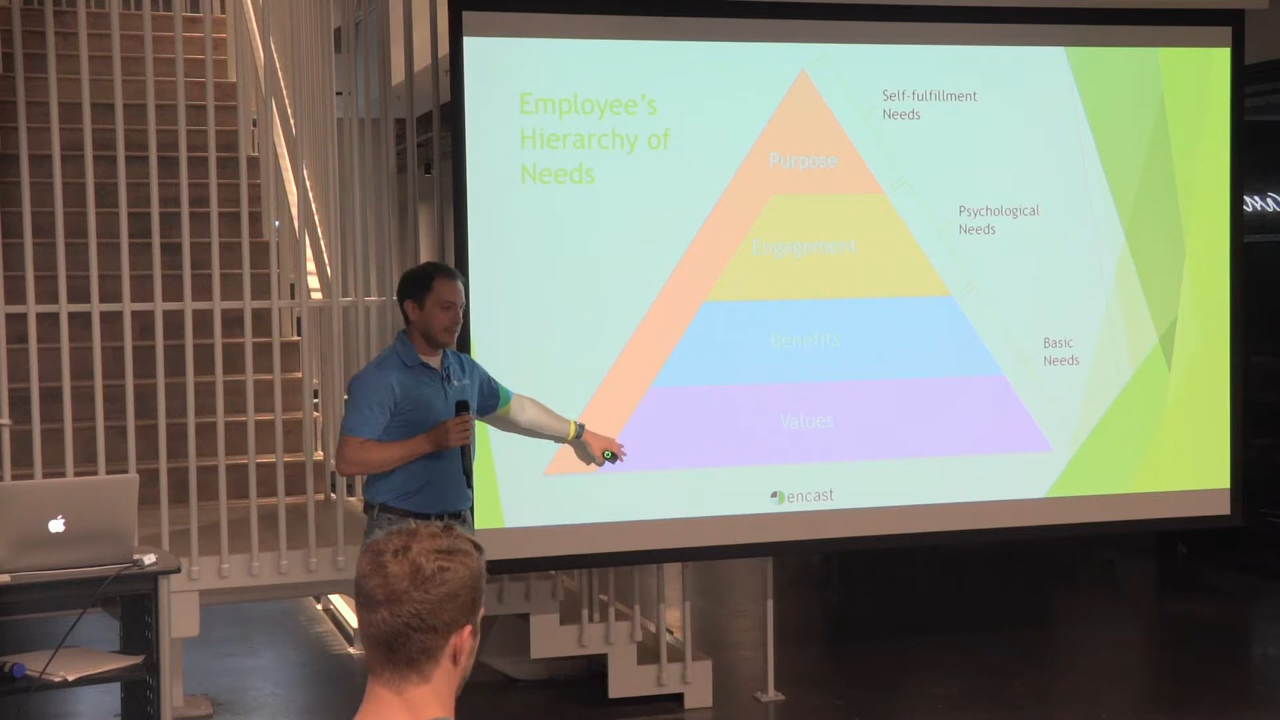 Employee's
Hierarchy of
Needs
Self-fulfillment
Needs
Purpose
Psychological
Needs
Engagement
Basic
Needs
Benefits
Values
encast